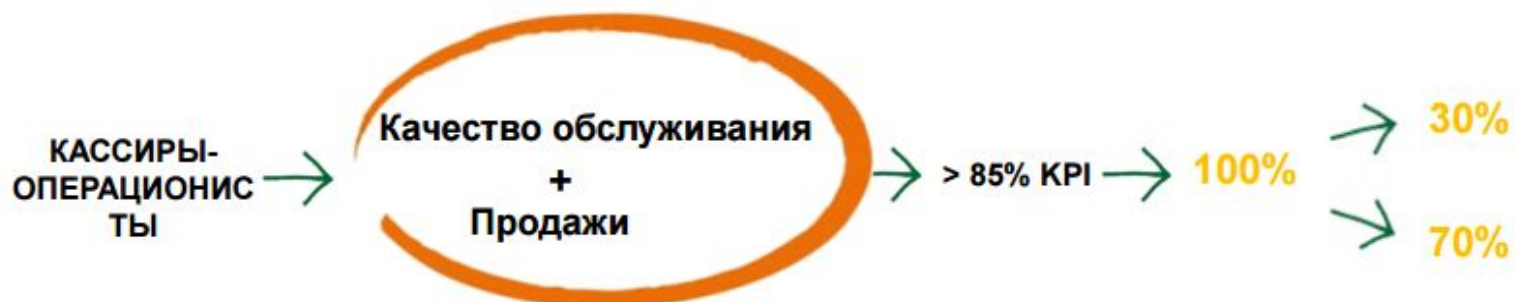 КАССИРЫ-
ОПЕРАЦИОНИС
ТЫ
Качество обслуживания
+
Продажи
> 85% KPI
100%
30%
70%